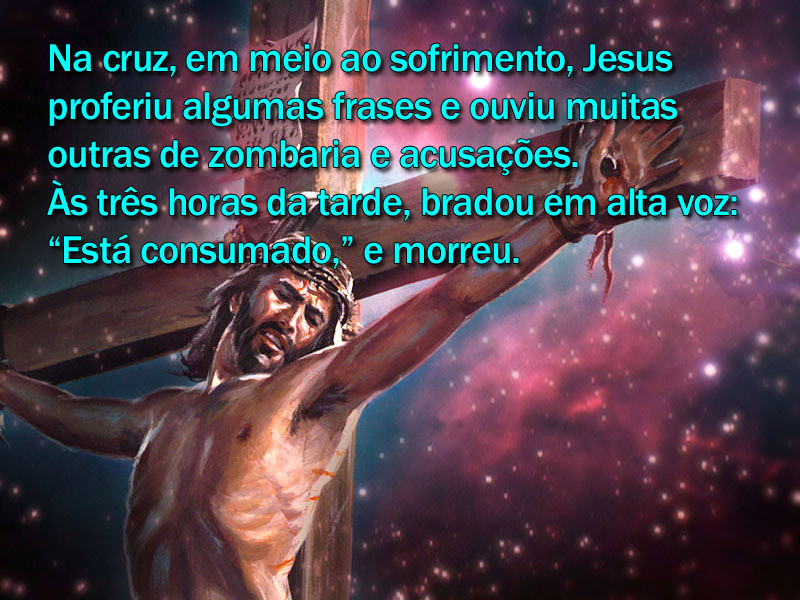 Na cruz, em meio ao sofrimento, Jesus
proferiu algumas frases e ouviu muitas
outras de zombaria e acusações.
Às três horas da tarde, bradou em alta voz:
“Está consumado,” e morreu.